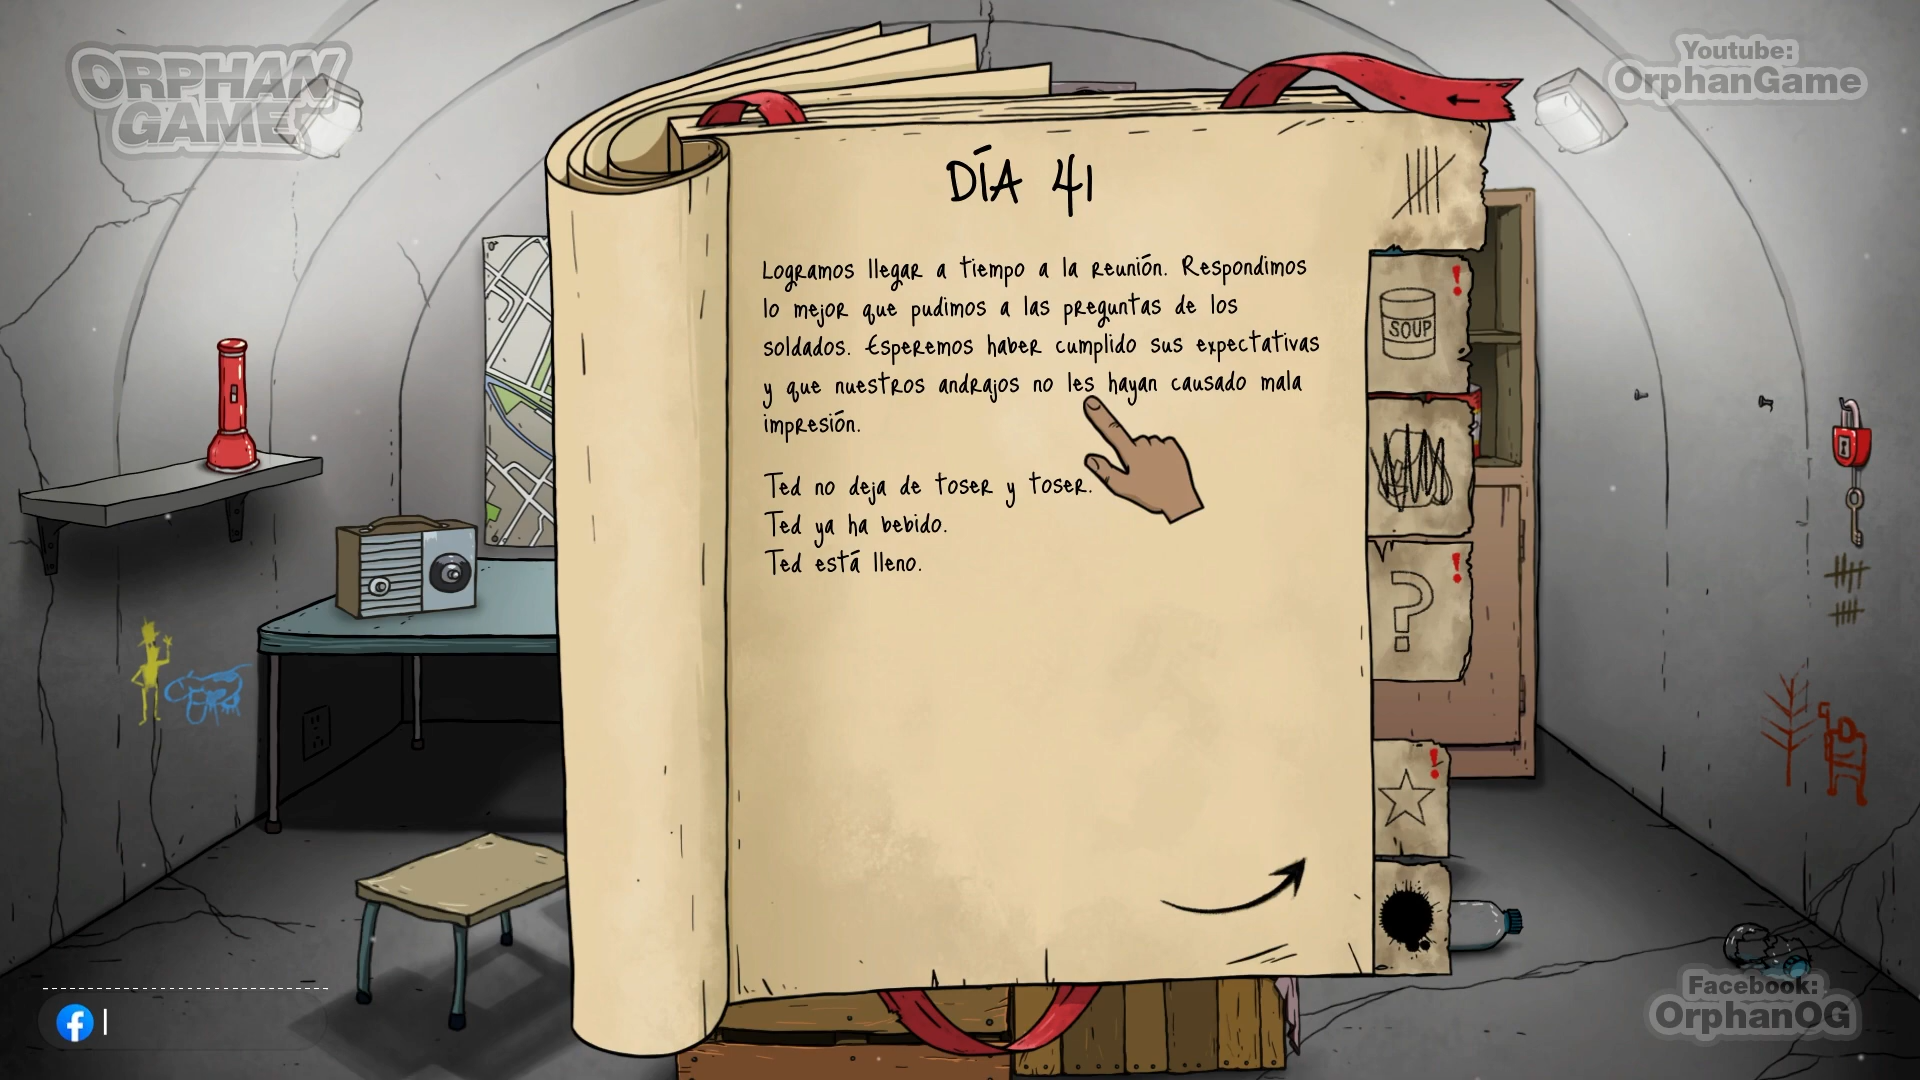 ORPHAN
GAME
Youtube:
OrphanGame
DÍA 41
Logramos llegar a tiempo a la reunión. Respondimos
lo mejor que pudimos a las preguntas de los
soldados. Esperemos haber cumplido sus expectativas
y que nuestros andrajos no les hayan causado mala
impresión.
Ted no deja de toser y toser.
Ted ya ha bebido.
Ted está lleno.
SOUP
!
!
?
!
Facebook:
OrphanOG